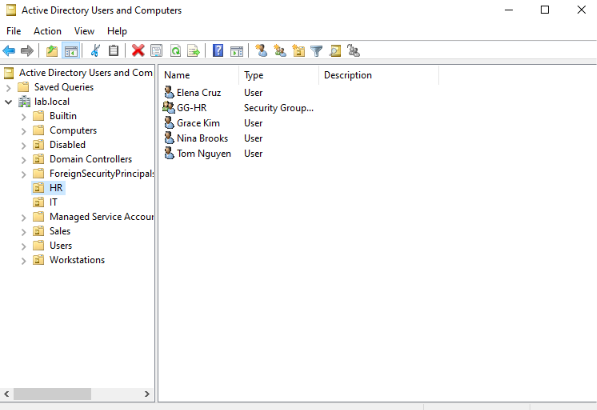 Active Directory Users and Computers
File Action View Help
Active Directory Users and Com
Saved Queries
lab.local
Builtin
Computers
Disabled
Domain Controllers
ForeignSecurityPrincipals
HR
IT
Managed Service Accour
Sales
Users
Workstations
Name Type Description
Elena Cruz User
GG-HR Security Group...
Grace Kim User
Nina Brooks User
Tom Nguyen User